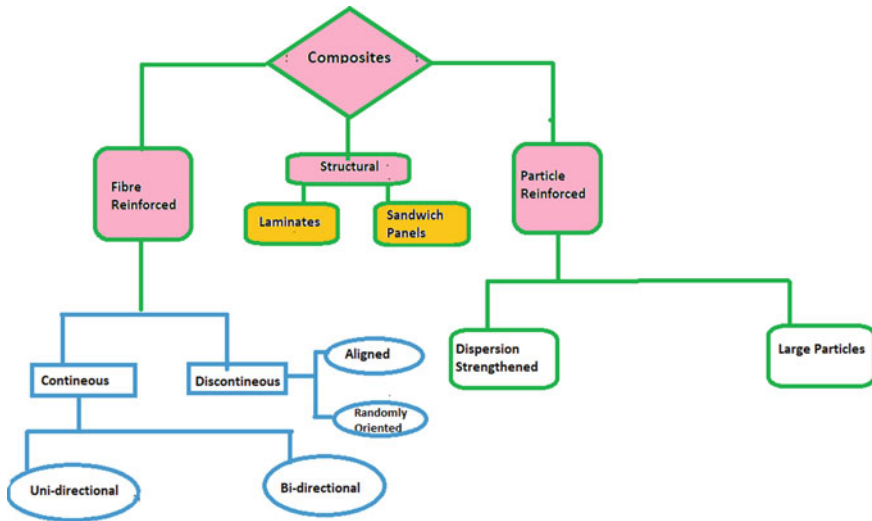 Composites
Structural
Fibre
Reinforced
Particle
Reinforced
Laminates
Sandwich
Panels
Aligned
Dispersion
Strengthened
Large Particles
Contineous
Discontineous
Randomly
Oriented
Uni-directional
Bi-directional